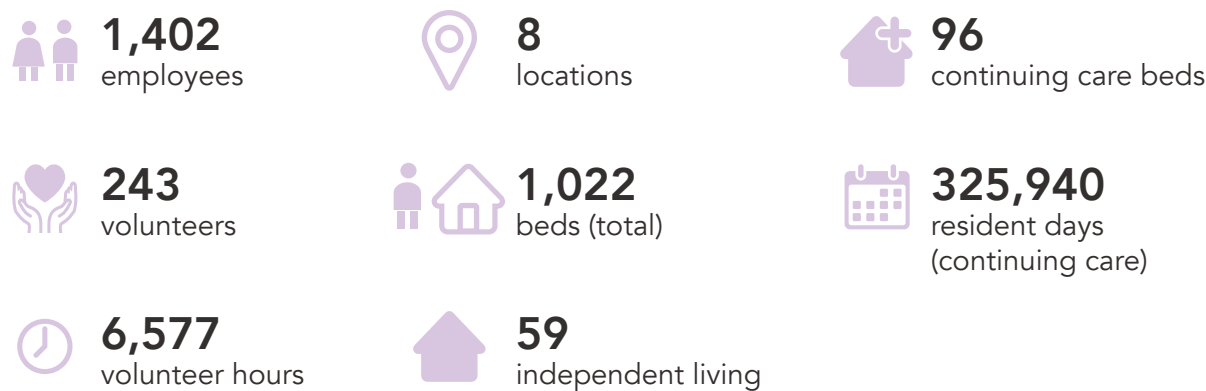 1,402
employees
8
locations
96
continuing care beds
243
volunteers
1,022
beds (total)
325,940
resident days
(continuing care)
6,577
volunteer hours
59
independent living